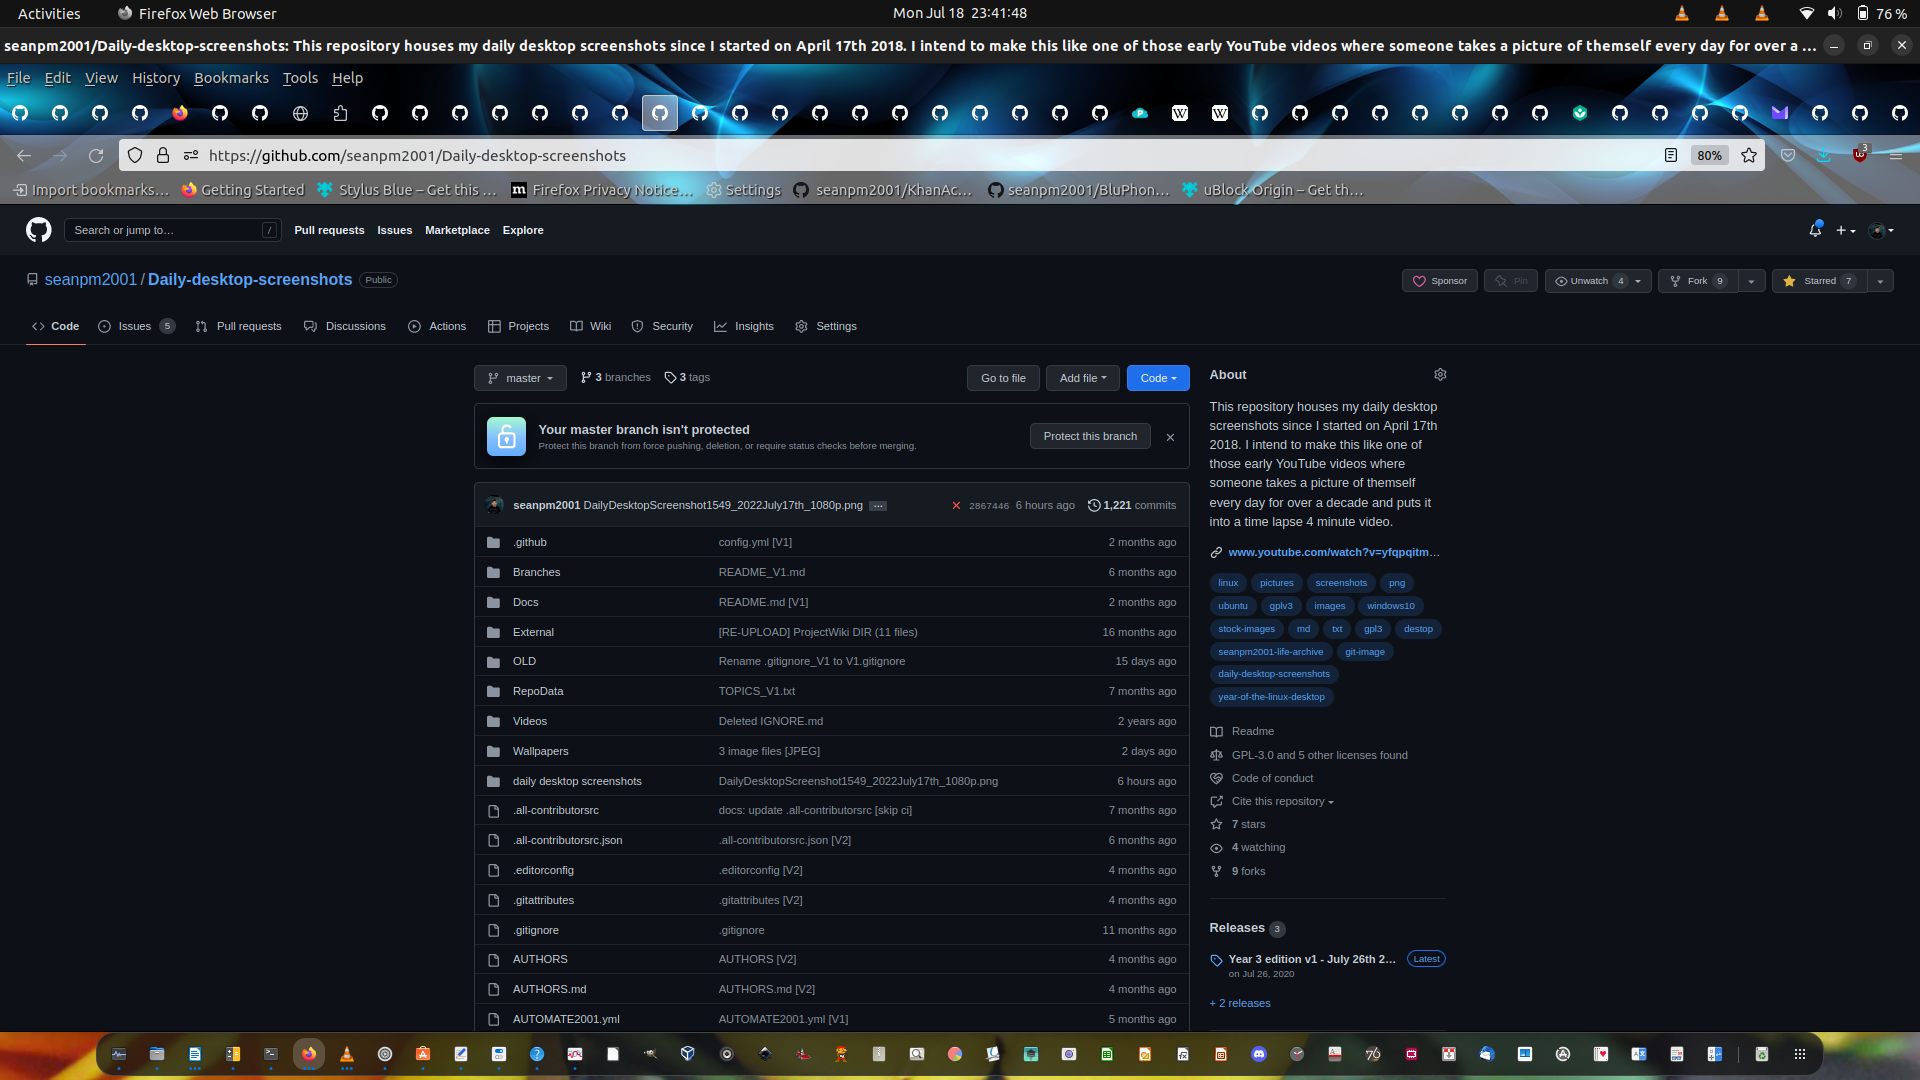 Activities
Firefox Web Browser
Mon Jul 18 23:41:48
76 %
seanpm2001/Daily-desktop-screenshots: This repository houses my daily desktop screenshots since I started on April 17th 2018. I intend to make this like one of those early YouTube videos where someone takes a picture of themself every day for over a ...
File Edit View History Bookmarks Tools Help
https://github.com/seanpm2001/Daily-desktop-screenshots
80%
3
Import bookmarks...
Getting Started
Stylus Blue – Get this ...
Firefox Privacy Notice...
Settings
seanpm2001/KhanAc...
seanpm2001/BluPhon...
uBlock Origin – Get th...
Search or jump to...
/
Pull requests
Issues
Marketplace
Explore
seanpm2001 / Daily-desktop-screenshots
Public
Sponsor
Pin
Unwatch 4
Fork 9
Starred 7
Code
Issues 5
Pull requests
Discussions
Actions
Projects
Wiki
Security
Insights
Settings
master
3 branches
3 tags
Go to file
Add file
Code
Your master branch isn't protected
Protect this branch from force pushing, deletion, or require status checks before merging.
Protect this branch
seanpm2001 DailyDesktopScreenshot1549_2022July17th_1080p.png ...
2867446 6 hours ago
1,221 commits
.github config.yml [V1] 2 months ago
Branches README_V1.md 6 months ago
Docs README.md [V1] 2 months ago
External [RE-UPLOAD] ProjectWiki DIR (11 files) 16 months ago
OLD Rename .gitignore_V1 to V1.gitignore 15 days ago
RepoData TOPICS_V1.txt 7 months ago
Videos Deleted IGNORE.md 2 years ago
Wallpapers 3 image files [JPEG] 2 days ago
daily desktop screenshots DailyDesktopScreenshot1549_2022July17th_1080p.png 6 hours ago
.all-contributorsrc docs: update .all-contributorsrc [skip ci] 7 months ago
.all-contributorsrc.json .all-contributorsrc.json [V2] 6 months ago
.editorconfig .editorconfig [V2] 4 months ago
.gitattributes .gitattributes [V2] 4 months ago
.gitignore .gitignore 11 months ago
AUTHORS AUTHORS [V2] 4 months ago
AUTHORS.md AUTHORS.md [V2] 4 months ago
AUTOMATE2001.yml AUTOMATE2001.yml [V1] 5 months ago
About
This repository houses my daily desktop
screenshots since I started on April 17th
2018. I intend to make this like one of
those early YouTube videos where
someone takes a picture of themself
every day for over a decade and puts it
into a time lapse 4 minute video.
www.youtube.com/watch?v=yfqpqitm...
linux pictures screenshots png
ubuntu gplv3 images windows10
stock-images md txt gpl3 destop
seanpm2001-life-archive git-image
daily-desktop-screenshots
year-of-the-linux-desktop
Readme
GPL-3.0 and 5 other licenses found
Code of conduct
Cite this repository
7 stars
4 watching
9 forks
Releases 3
Year 3 edition v1 - July 26th 2...
Latest
on Jul 26, 2020
+ 2 releases